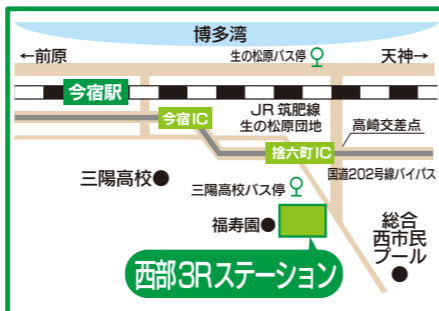 博多湾
←前原
生の松原バス停
天神→
今宿駅
今宿IC
JR 筑肥線
生の松原団地
高崎交差点
捨六町IC
国道202号線バイパス
三陽高校●
三陽高校バス停
福寿園●
総合
西市民
プール
●
西部3Rステーション